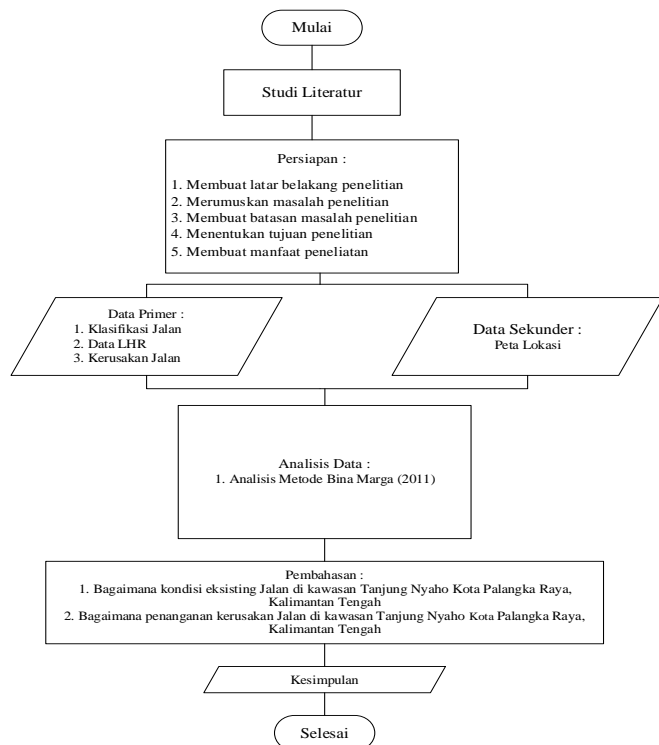 Mulai
Studi Literatur
Persiapan :
1. Membuat latar belakang penelitian
2. Merumuskan masalah penelitian
3. Membuat batasan masalah penelitian
4. Menentukan tujuan penelitian
5. Membuat manfaat peneliatan
Data Primer :
1. Klasifikasi Jalan
2. Data LHR
3. Kerusakan Jalan
Data Sekunder :
Peta Lokasi
Analisis Data :
1. Analisis Metode Bina Marga (2011)
Pembahasan :
1. Bagaimana kondisi eksisting Jalan di kawasan Tanjung Nyaho Kota Palangka Raya,
Kalimantan Tengah
2. Bagaimana penanganan kerusakan Jalan di kawasan Tanjung Nyaho Kota Palangka Raya,
Kalimantan Tengah
Kesimpulan
Selesai